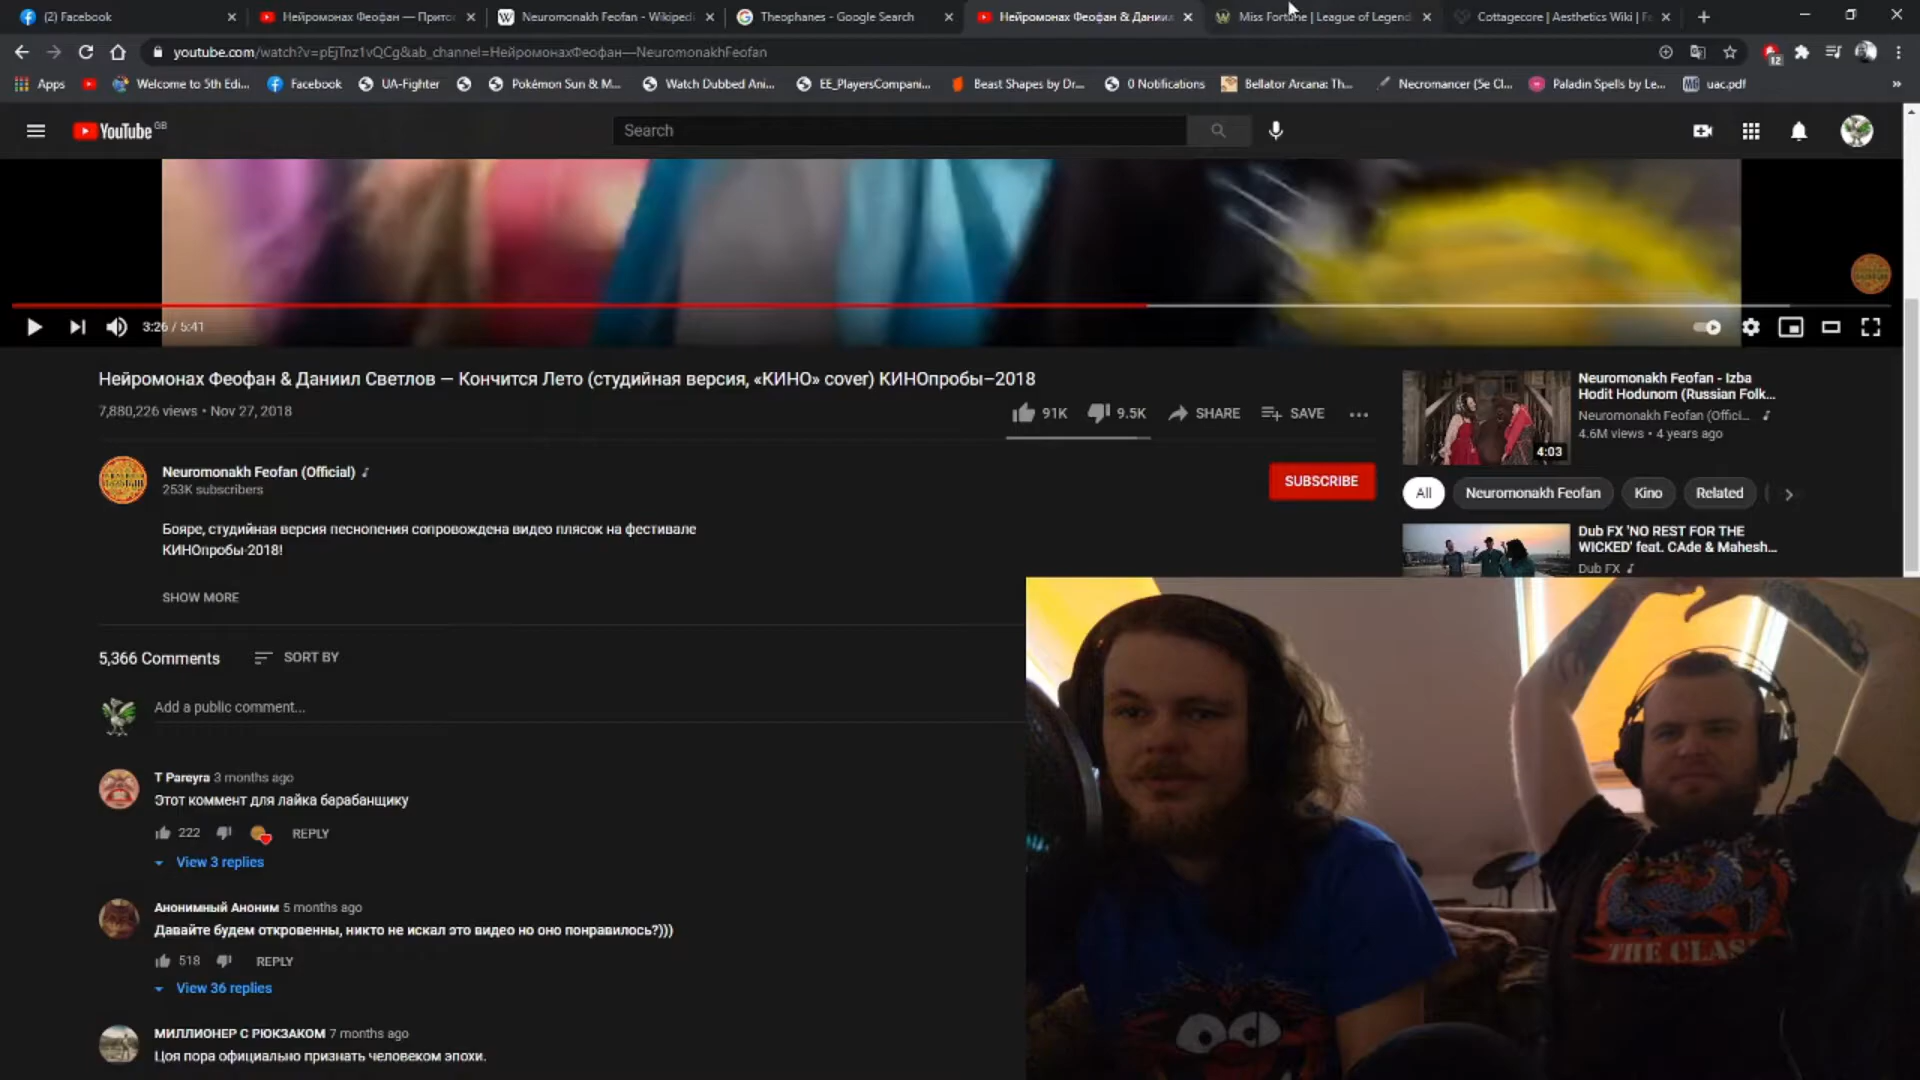 (2) Facebook
Нейромонах Феофан — Прито
Neuromonakh Feofan - Wikipedi
Theophanes - Google Search
Нейромонах Феофан & Дании
Miss Fortune | League of Legend
Cottagecore | Aesthetics Wiki | F
youtube.com/watch?v=pEjTnz1vQCg&ab_channel=НейромонахФеофан—NeuromonakhFeofan
12
Apps
Welcome to 5th Edi...
Facebook
UA-Fighter
Pokémon Sun & M...
Watch Dubbed Ani...
EE_PlayersCompani...
Beast Shapes by Dr...
0 Notifications
Bellator Arcana: Th...
Necromancer (5e Cl...
Paladin Spells by Le...
uac.pdf
YouTube GB
Search
3:26 / 5:41
Нейромонах Феофан & Даниил Светлов — Кончится Лето (студийная версия, «КИНО» cover) КИНОпробы–2018
7,880,226 views • Nov 27, 2018
91K
9.5K
SHARE
SAVE
Neuromonakh Feofan (Official)
253K subscribers
SUBSCRIBE
Бояре, студийная версия песнопения сопровождена видео плясок на фестивале
КИНОпробы-2018!
SHOW MORE
5,366 Comments
SORT BY
Add a public comment...
T Pareyra 3 months ago
Этот коммент для лайка барабанщику
222
REPLY
View 3 replies
Анонимный Аноним 5 months ago
Давайте будем откровенны, никто не искал это видео но оно понравилось?)))
518
REPLY
View 36 replies
МИЛЛИОНЕР С РЮКЗАКОМ 7 months ago
Цоя пора официально признать человеком эпохи.
Neuromonakh Feofan - Izba
Hodit Hodunom (Russian Folk...
Neuromonakh Feofan (Offici...
4.6M views • 4 years ago
4:03
All
Neuromonakh Feofan
Kino
Related
Dub FX 'NO REST FOR THE
WICKED' feat. CAde & Mahesh...
Dub FX
THE CLAS